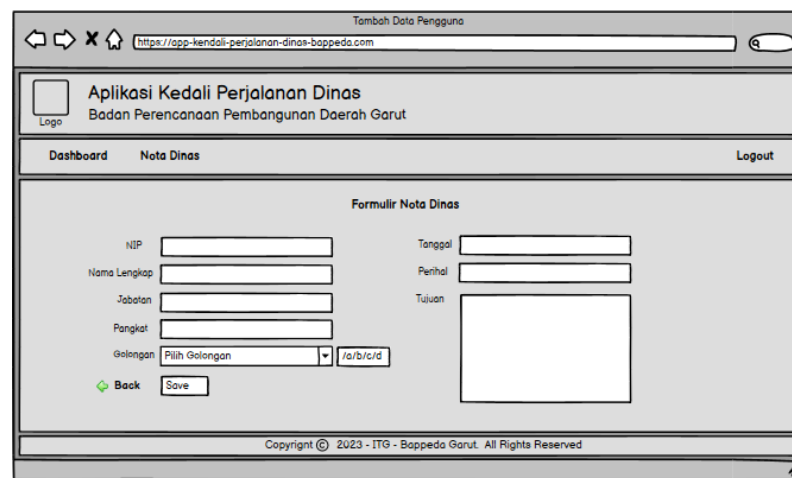 Tambah Data Pengguna
https://app-kendali-perjalanan-dinas-bappeda.com
Aplikasi Kedali Perjalanan Dinas
Badan Perencanaan Pembangunan Daerah Garut
Logo
Dashboard Nota Dinas Logout
Formulir Nota Dinas
NIP
Nama Lengkap
Jabatan
Pangkat
Golongan Pilih Golongan /a/b/c/d
Back Save
Tanggal
Perihal
Tujuan
Copyrignt © 2023 - ITG - Bappeda Garut. All Rights Reserved